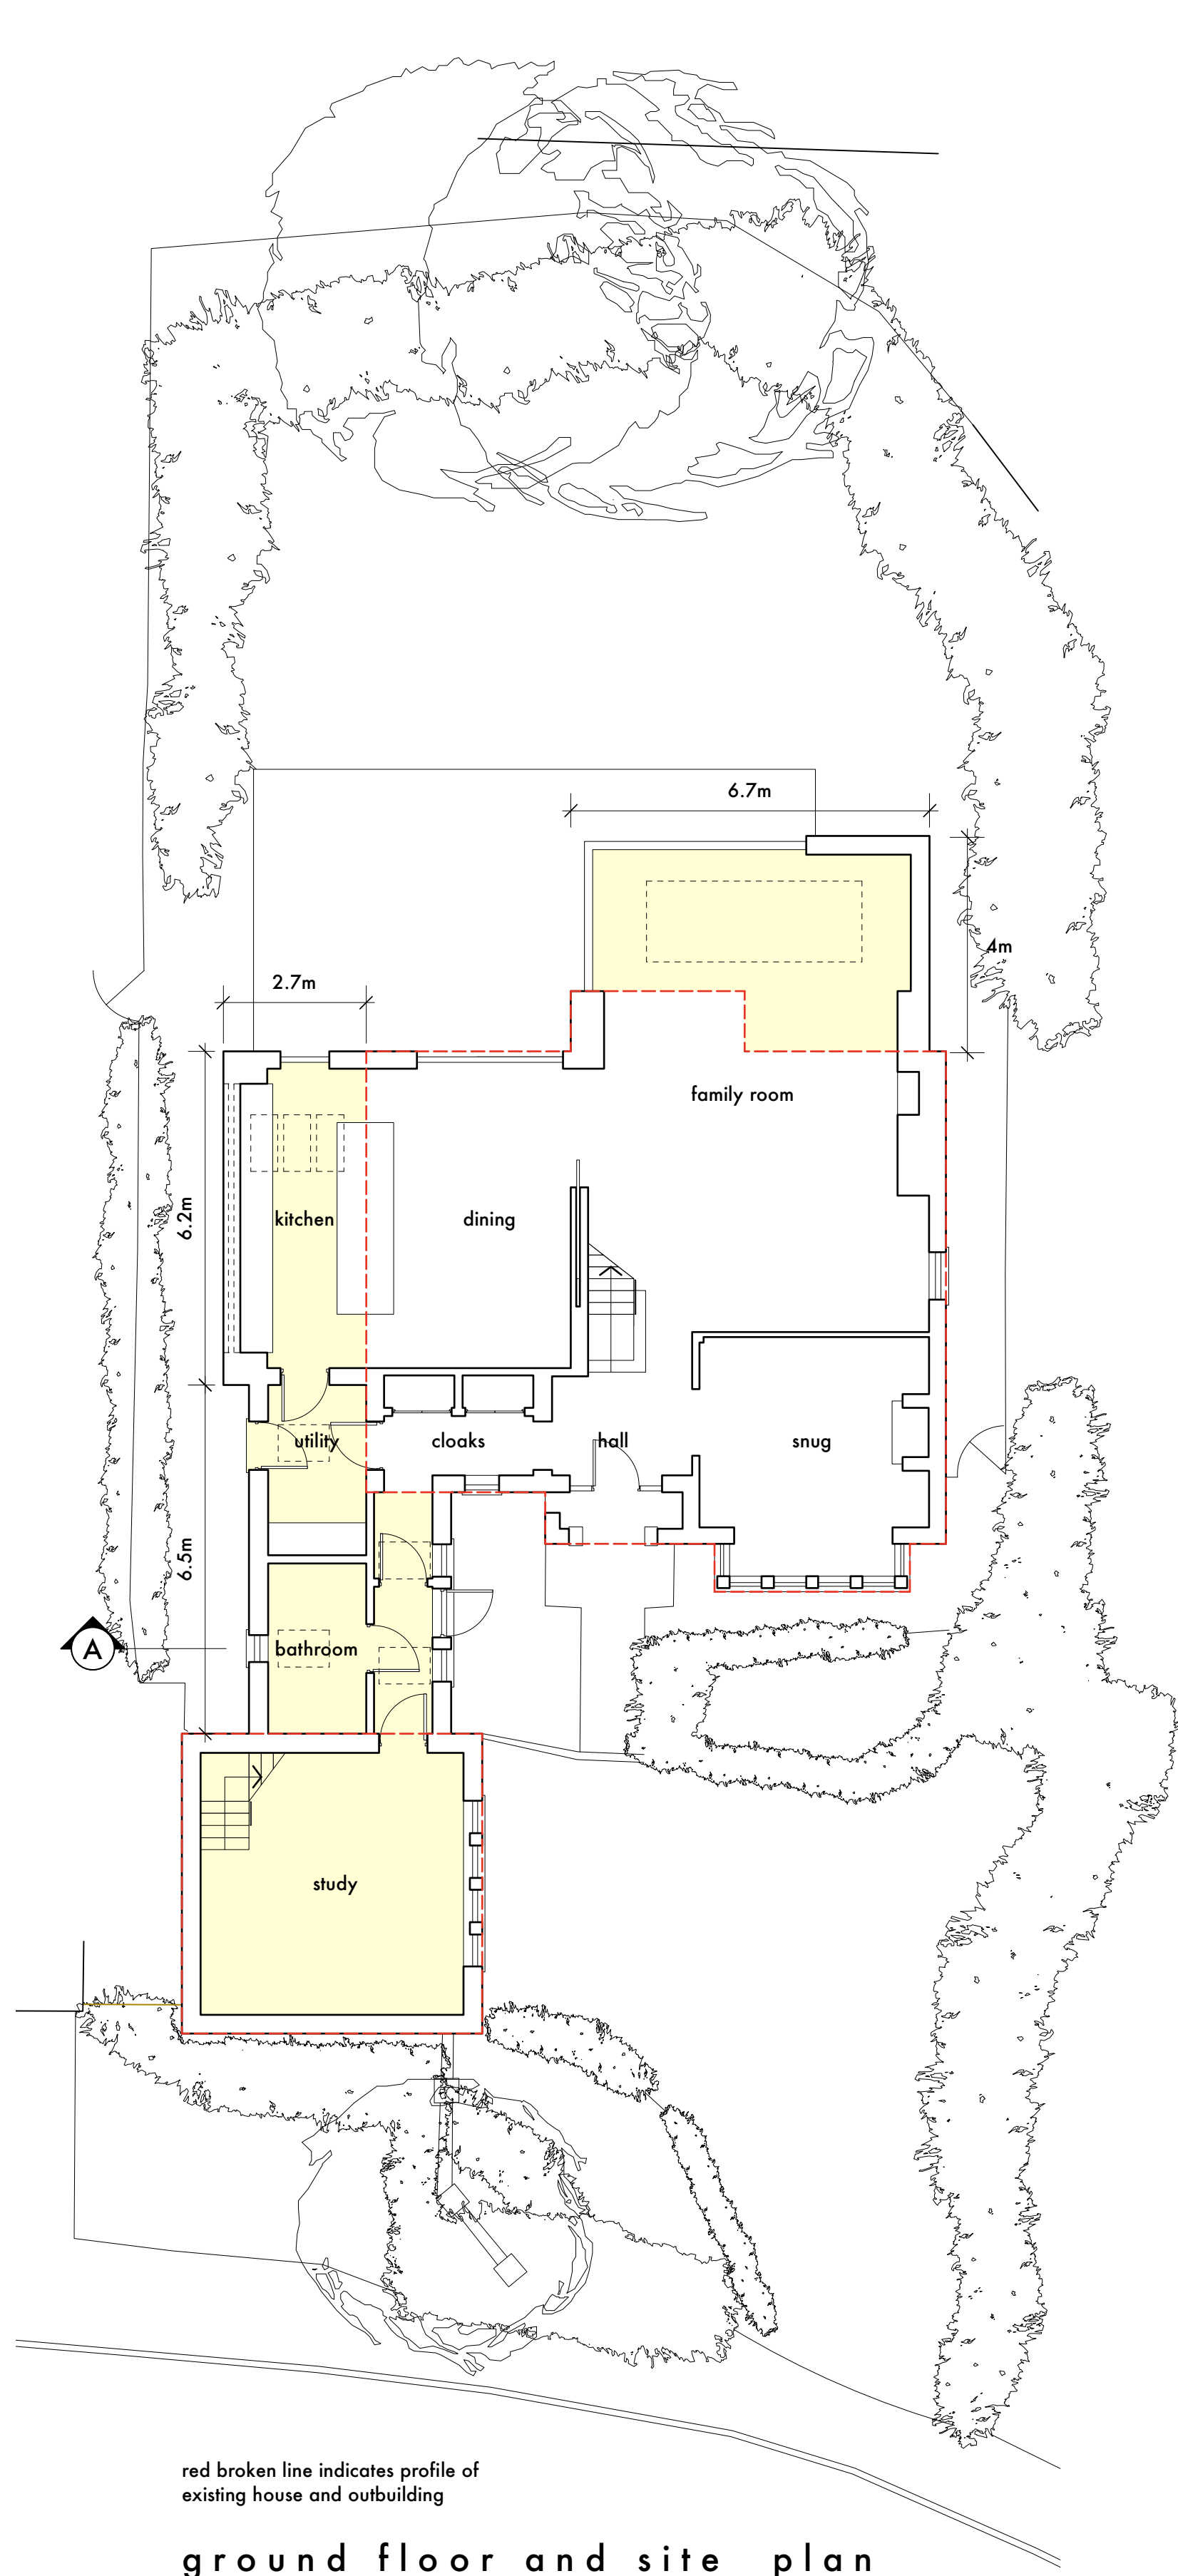 6.7m
4m
2.7m
family room
6.2m
kitchen
dining
utility
cloaks
hall
snug
6.5m
A
bathroom
study
red broken line indicates profile of
existing house and outbuilding
ground floor and site plan